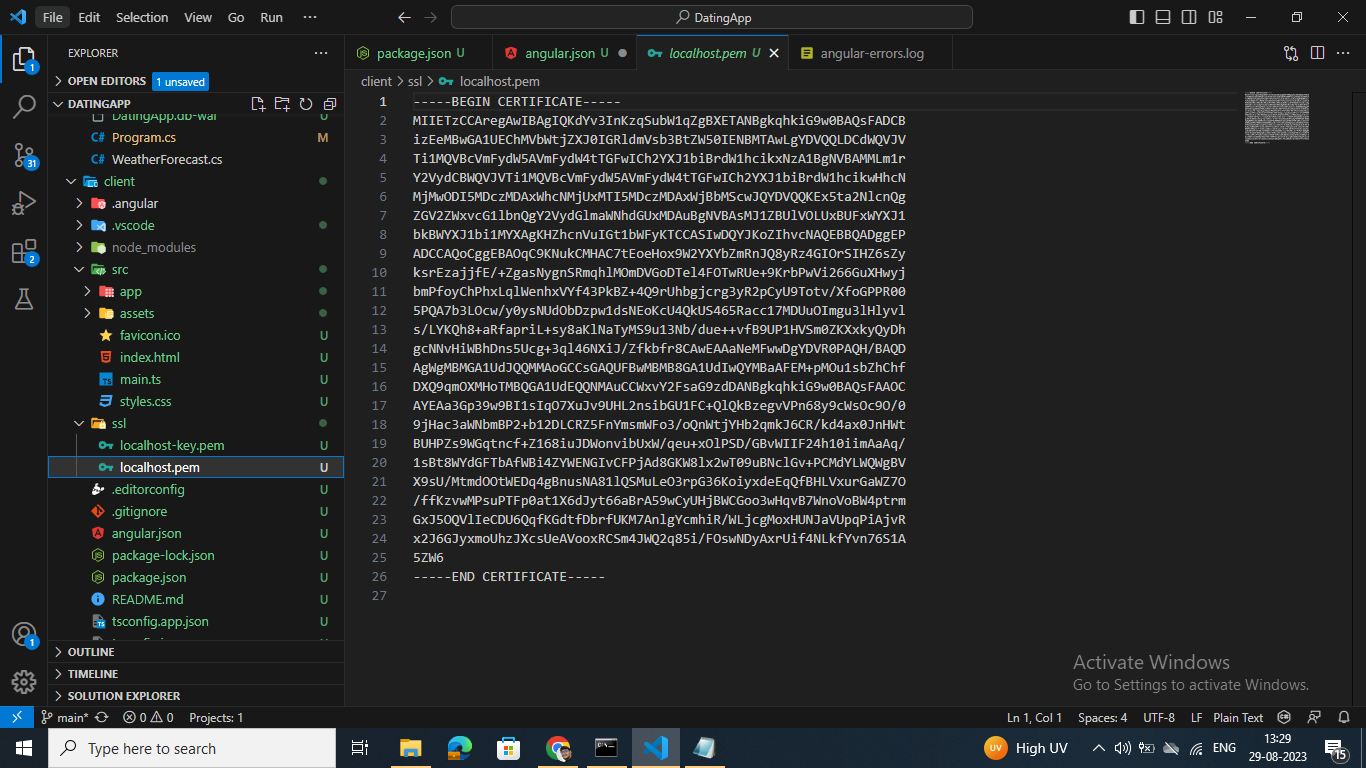 File Edit Selection View Go Run ··· DatingApp
EXPLORER
OPEN EDITORS 1 unsaved
DATINGAPP
DatingApp.db-wal U
C# Program.cs M
C# WeatherForecast.cs
client
.angular
.vscode
node_modules
src
app
assets
favicon.ico U
index.html U
TS main.ts U
styles.css U
ssl
localhost-key.pem U
localhost.pem U
.editorconfig U
.gitignore U
angular.json U
package-lock.json U
package.json U
README.md U
tsconfig.app.json U
OUTLINE
TIMELINE
SOLUTION EXPLORER
1
31
2
1
package.json U angular.json U localhost.pem U angular-errors.log
client > ssl > localhost.pem
1 -----BEGIN CERTIFICATE-----
2 MIIETzCCAregAwIBAgIQKdYv3InKzqSubW1qZgBXETANBgkqhkiG9w0BAQsFADCB
3 izEeMBwGA1UEChMVbWtjZXJ0IGRldmVsb3BtZW50IENBMTAwLgYDVQQLDCdWQVJV
4 Ti1MQVBcVmFydW5AVmFydW4tTGFwICh2YXJ1biBrdW1hcikxNzA1BgNVBAMMLm1r
5 Y2VydCBWQVJVTi1MQVBcVmFydW5AVmFydW4tTGFwICh2YXJ1biBrdW1hcikwHhcN
6 MjMwODI5MDczMDAxWhcNMjUxMTI5MDczMDAxWjBbMScwJQYDVQQKEx5ta2NlcnQg
7 ZGV2ZWxvcG1lbnQgY2VydGlmaWNhdGUxMDAuBgNVBAsMJ1ZBUlVOLUxBUFxWYXJ1
8 bkBWYXJ1bi1MYXAgKHZhcnVuIGt1bWFyKTCCASIwDQYJKoZIhvcNAQEBBQADggEP
9 ADCCAQoCggEBAOqC9KNukCMHAC7tEoeHox9W2YXYbZmRnJQ8yRz4GIOrSIHZ6sZy
10 ksrEzajjfE/+ZgasNygnSRmqhlMOmDVGoDTel4FOTwRUe+9KrbPwVi266GuXHwyj
11 bmPfoyChPhxLqlWenhxVYf43PkBZ+4Q9rUhbgjcrg3yR2pCyU9Totv/XfoGPPR00
12 5PQA7b3LOcw/y0ysNUdObDzpw1dsNEoKcU4QkUS465Racc17MDUuOImgu3lHlyvl
13 s/LYKQh8+aRfapriL+sy8aKlNaTyMS9u13Nb/due++vfB9UP1HVSm0ZKXxkyQyDh
14 gcNNvHiWBhDns5Ucg+3ql46NXiJ/Zfkbfr8CAwEAAaNeMFwwDgYDVR0PAQH/BAQD
15 AgWgMBMGA1UdJQQMMAoGCCsGAQUFBwMBMB8GA1UdIwQYMBaAFEM+pMOu1sbZhChf
16 DXQ9qmOXMHoTMBQGA1UdEQQNMAuCCWxvY2FsaG9zdDANBgkqhkiG9w0BAQsFAAOC
17 AYEAa3Gp39w9BI1sIqO7XuJv9UHL2nsibGU1FC+QlQkBzegvVPn68y9cWsOc9O/0
18 9jHac3aWNbmBP2+b12DLCRZ5FnYmsmWFo3/oQnWtjYHb2qmkJ6CR/kd4ax0JnHWt
19 BUHPZs9WGqtncf+Z168iuJDWonvibUxW/qeu+xOlPSD/GBvWIIF24h10iimAaAq/
20 1sBt8WYdGFTbAfWBi4ZYWENGIvCFPjAd8GKW8lx2wT09uBNclGv+PCMdYLWQWgBV
21 X9sU/MtmdOOtWEDq4gBnusNA81lQSMuLeO3rpG36KoiyxdeEqQfBHLVxurGaWZ7O
22 /ffKzvwMPsuPTFp0at1X6dJyt66aBrA59wCyUHjBWCGoo3wHqvB7WnoVoBW4ptrm
23 GxJ5OQVlIeCDU6QqfKGdtfDbrfUKM7AnlgYcmhiR/WLjcgMoxHUNJaVUpqPiAjvR
24 x2J6GJyxmoUhzJXcsUeAVooxRCSm4JWQ2q85i/FOswNDyAxrUif4NLkfYvn76S1A
25 5ZW6
26 -----END CERTIFICATE-----
27
Activate Windows
Go to Settings to activate Windows.
main* 0 0 Projects: 1 Ln 1, Col 1 Spaces: 4 UTF-8 LF Plain Text
Type here to search UV High UV ENG 13:29
29-08-2023 15